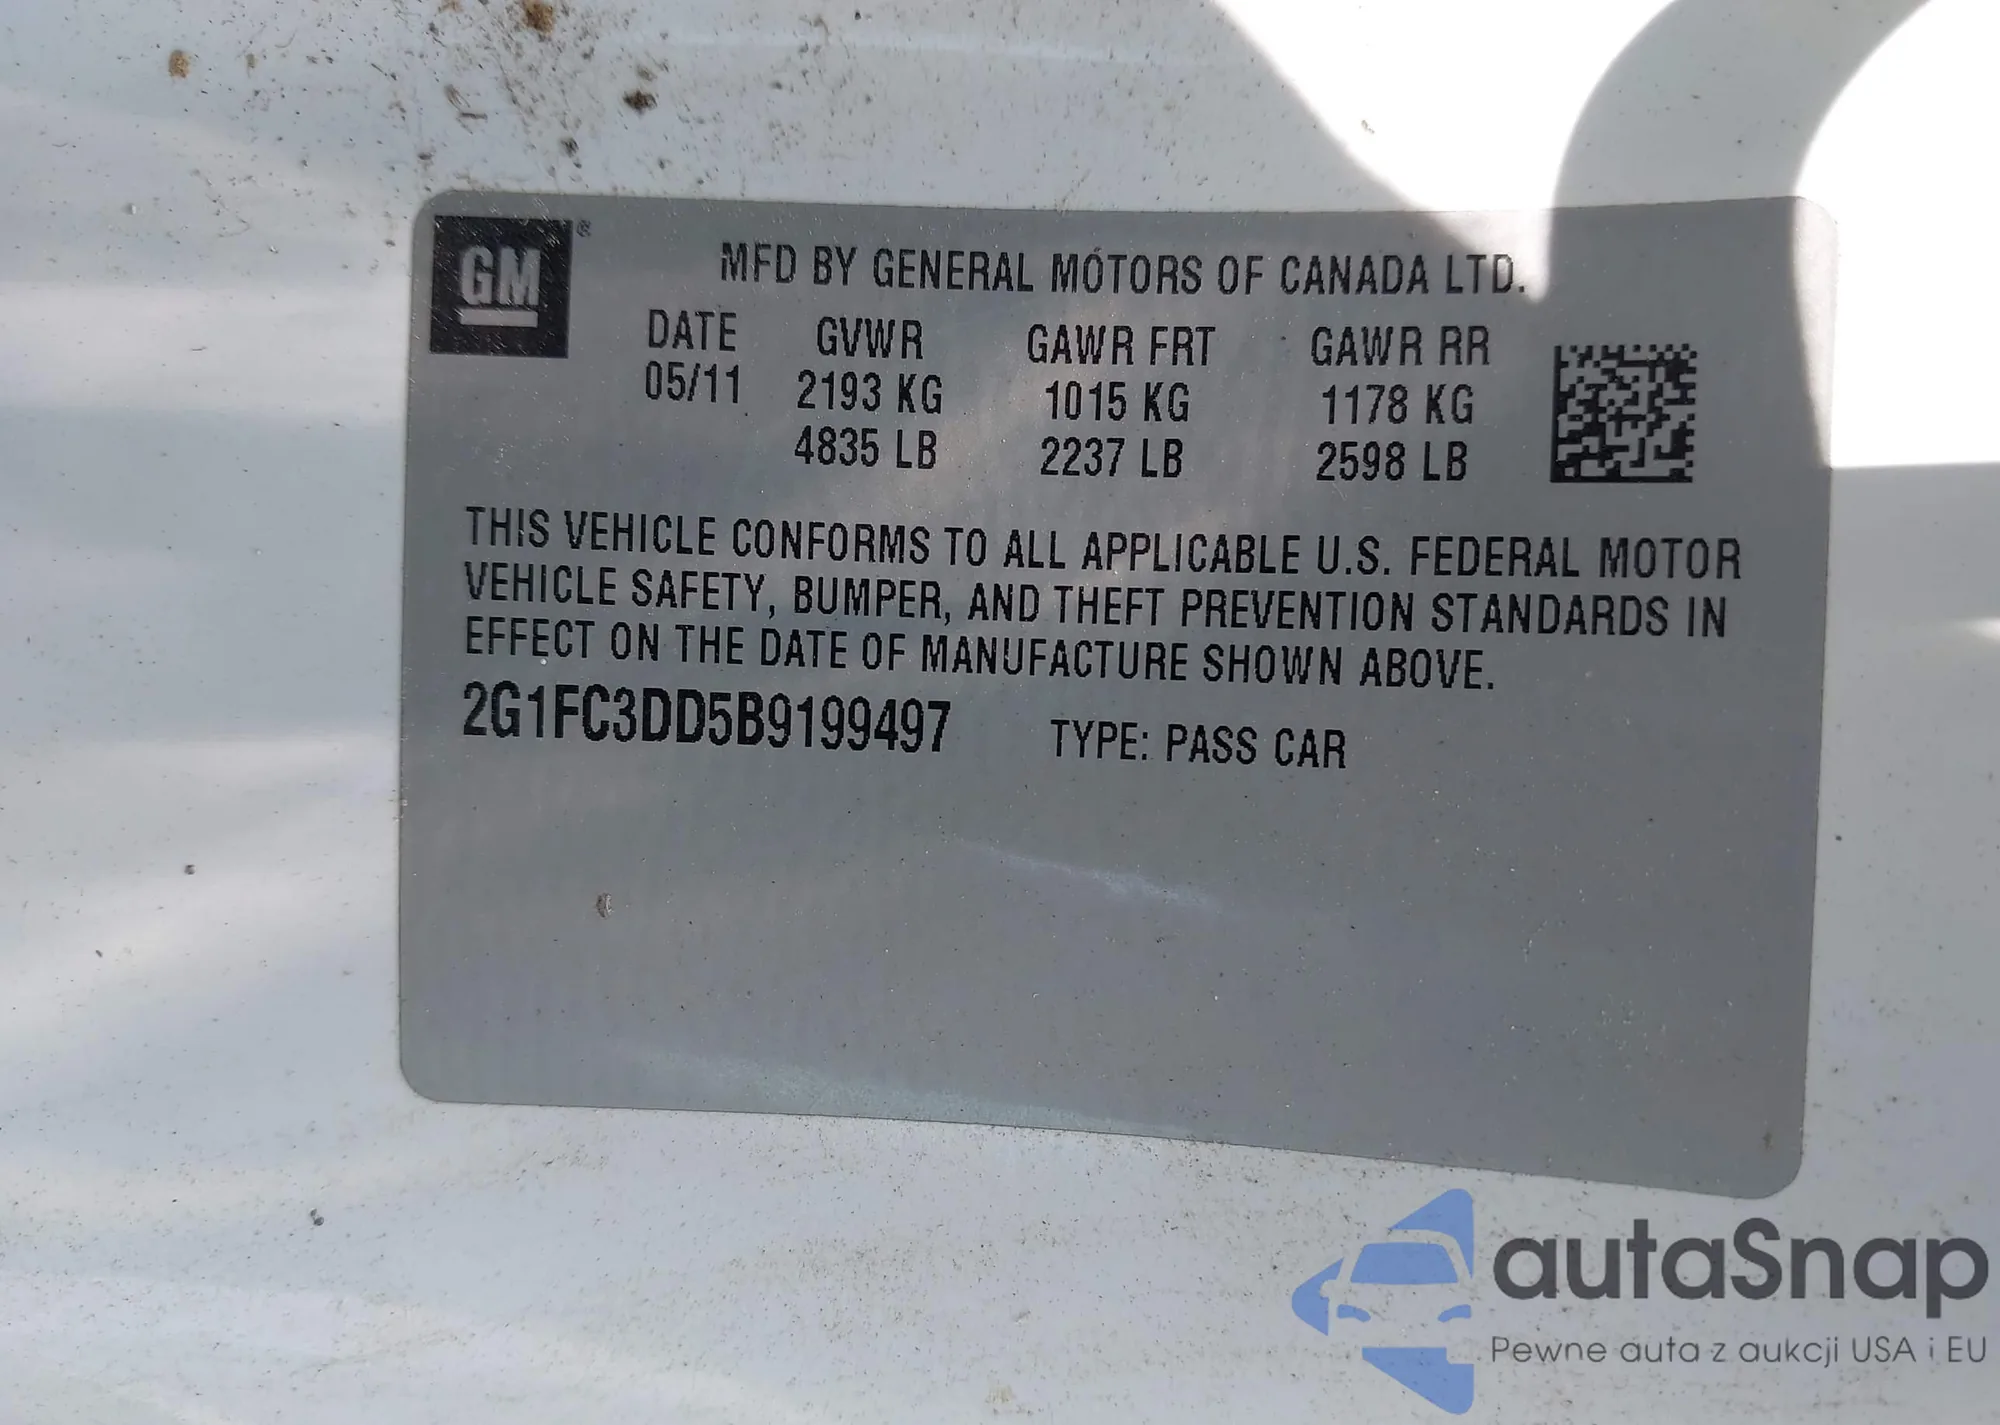 GM ®
MFD BY GENERAL MOTORS OF CANADA LTD.
DATE GVWR GAWR FRT GAWR RR
05/11 2193 KG 1015 KG 1178 KG
4835 LB 2237 LB 2598 LB
THIS VEHICLE CONFORMS TO ALL APPLICABLE U.S. FEDERAL MOTOR
VEHICLE SAFETY, BUMPER, AND THEFT PREVENTION STANDARDS IN
EFFECT ON THE DATE OF MANUFACTURE SHOWN ABOVE.
2G1FC3DD5B9199497 TYPE: PASS CAR
autaSnap
Pewne auta z aukcji USA i EU